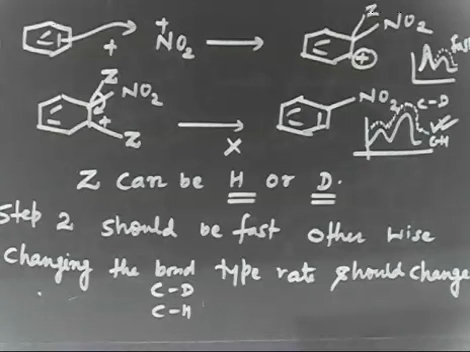 Z NO₂
+ +NO₂ → + fast
Z NO₂ + Z → x NO₂ C-D C-H
Z can be H or D.
Step 2 should be fast other wise
changing the bond type rate should change
C-D
C-H